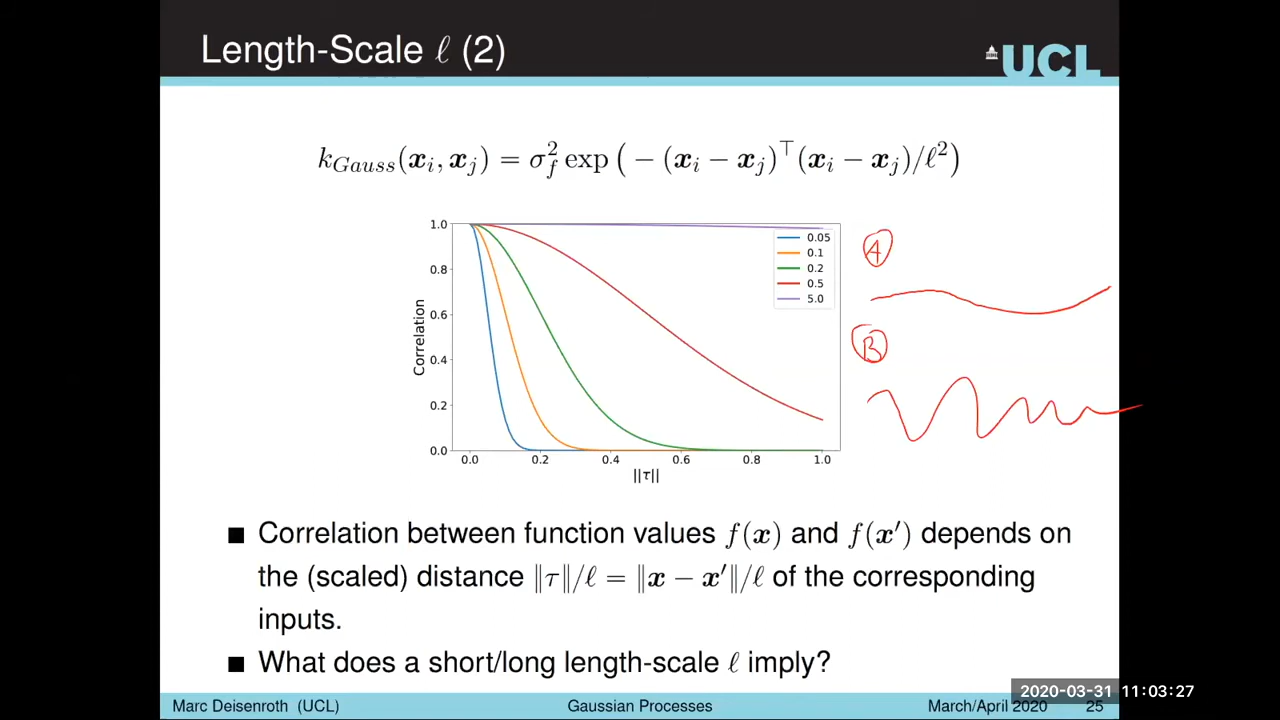 Length-Scale ℓ (2)
UCL
k_Gauss(x_i, x_j) = σ_f^2 exp ( − (x_i − x_j)^⊤ (x_i − x_j)/ℓ^2 )
1.0
0.8
0.6
0.4
0.2
0.0
Correlation
0.0 0.2 0.4 0.6 0.8 1.0
||τ||
0.05
0.1
0.2
0.5
5.0
A
B
■ Correlation between function values f(x) and f(x′) depends on
the (scaled) distance ‖τ‖/ℓ = ‖x − x′‖/ℓ of the corresponding
inputs.
■ What does a short/long length-scale ℓ imply?
2020-03-31 11:03:27
Marc Deisenroth (UCL) Gaussian Processes March/April 2020 25